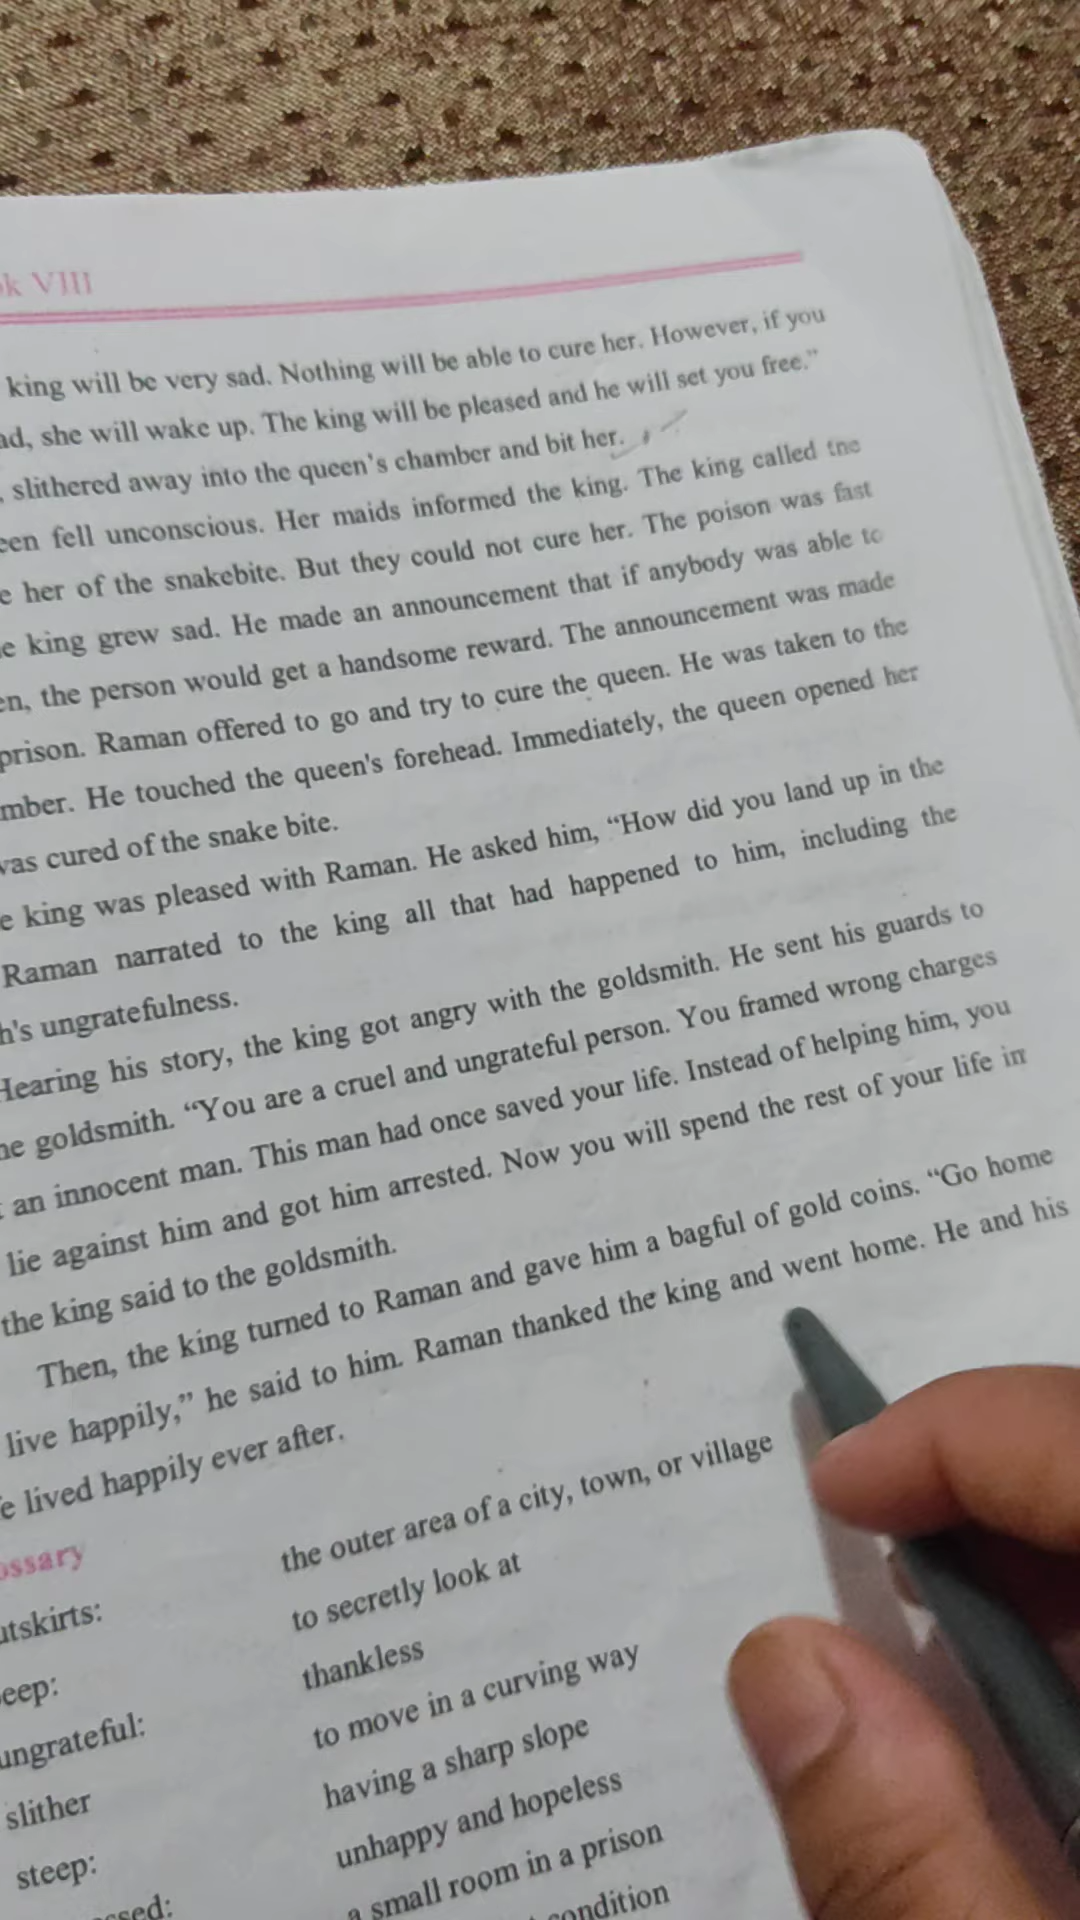 VIII
king will be very sad. Nothing will be able to cure her. However, if you
she will wake up. The king will be pleased and he will set you free.”
slithered away into the queen’s chamber and bit her.
fell unconscious. Her maids informed the king. The king called the
her of the snakebite. But they could not cure her. The poison was fast
king grew sad. He made an announcement that if anybody was able to
the person would get a handsome reward. The announcement was made
prison. Raman offered to go and try to cure the queen. He was taken to the
He touched the queen's forehead. Immediately, the queen opened her
was cured of the snake bite.
king was pleased with Raman. He asked him, “How did you land up in the
Raman narrated to the king all that had happened to him, including the
ungratefulness.
Hearing his story, the king got angry with the goldsmith. He sent his guards to
goldsmith. “You are a cruel and ungrateful person. You framed wrong charges
an innocent man. This man had once saved your life. Instead of helping him, you
lie against him and got him arrested. Now you will spend the rest of your life in
the king said to the goldsmith.
Then, the king turned to Raman and gave him a bagful of gold coins. “Go home
live happily,” he said to him. Raman thanked the king and went home. He and his
lived happily ever after.
the outer area of a city, town, or village
to secretly look at
ungrateful: thankless
slither to move in a curving way
steep: having a sharp slope
unhappy and hopeless
a small room in a prison
condition